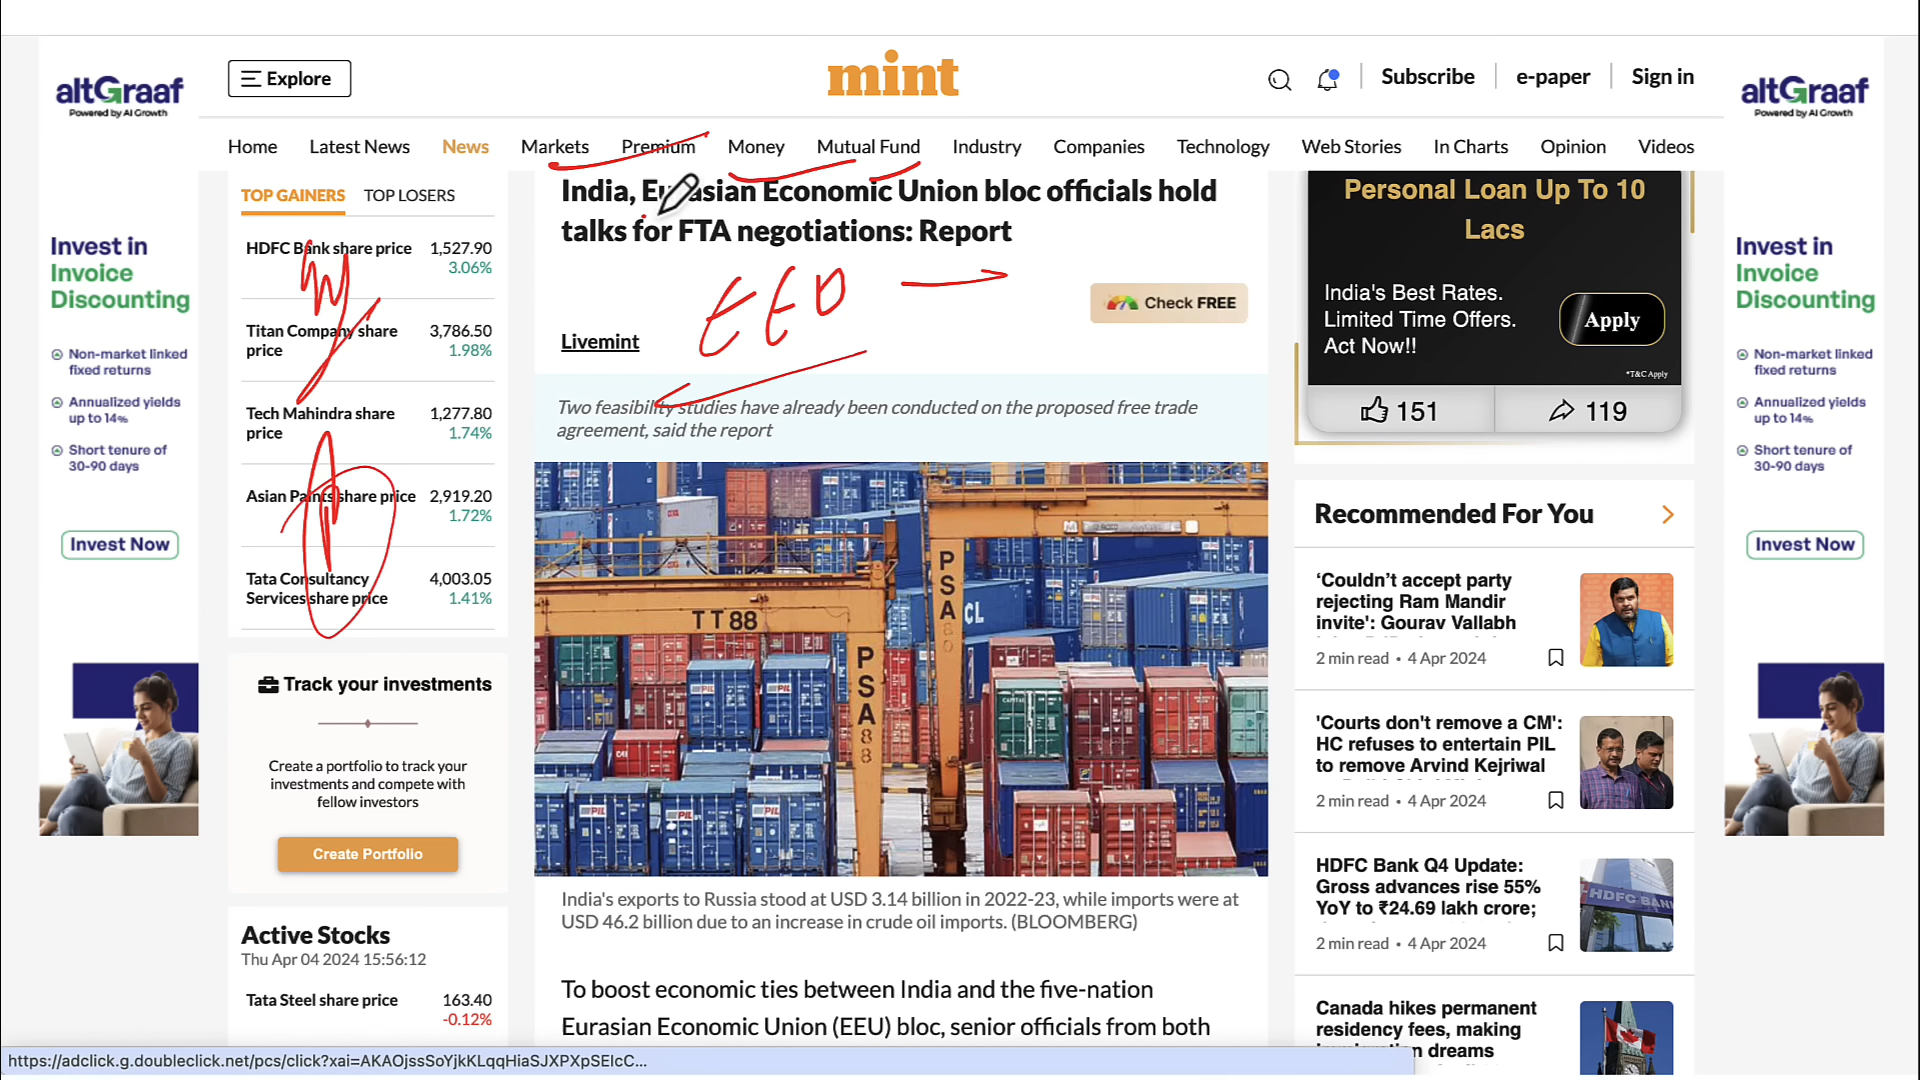 altGraaf
Powered by AI Growth
Explore
mint
Subscribe
e-paper
Sign in
altGraaf
Powered by AI Growth
Home
Latest News
News
Markets
Premium
Money
Mutual Fund
Industry
Companies
Technology
Web Stories
In Charts
Opinion
Videos
Invest in
Invoice
Discounting
Non-market linked
fixed returns
Annualized yields
up to 14%
Short tenure of
30-90 days
Invest Now
TOP GAINERS
TOP LOSERS
HDFC Bank share price
1,527.90
3.06%
Titan Company share
price
3,786.50
1.98%
Tech Mahindra share
price
1,277.80
1.74%
Asian Paints share price
2,919.20
1.72%
Tata Consultancy
Services share price
4,003.05
1.41%
Track your investments
Create a portfolio to track your
investments and compete with
fellow investors
Create Portfolio
Active Stocks
Thu Apr 04 2024 15:56:12
Tata Steel share price
163.40
-0.12%
India, Eurasian Economic Union bloc officials hold
talks for FTA negotiations: Report
EEU
Check FREE
Livemint
Two feasibility studies have already been conducted on the proposed free trade
agreement, said the report
TT88
PSA88
PSA
PIL
PIL
PIL
PIL
PIL
CAPITAL
India's exports to Russia stood at USD 3.14 billion in 2022-23, while imports were at
USD 46.2 billion due to an increase in crude oil imports. (BLOOMBERG)
To boost economic ties between India and the five-nation
Eurasian Economic Union (EEU) bloc, senior officials from both
Personal Loan Up To 10
Lacs
India's Best Rates.
Limited Time Offers.
Act Now!!
Apply
*T&C Apply
151
119
Recommended For You
‘Couldn’t accept party
rejecting Ram Mandir
invite': Gourav Vallabh
2 min read • 4 Apr 2024
'Courts don't remove a CM':
HC refuses to entertain PIL
to remove Arvind Kejriwal
2 min read • 4 Apr 2024
HDFC Bank Q4 Update:
Gross advances rise 55%
YoY to ₹24.69 lakh crore;
2 min read • 4 Apr 2024
HDFC BANK
Canada hikes permanent
residency fees, making
dreams
Invest in
Invoice
Discounting
Non-market linked
fixed returns
Annualized yields
up to 14%
Short tenure of
30-90 days
Invest Now
https://adclick.g.doubleclick.net/pcs/click?xai=AKAOjssSoYjkKLqqHiaSJXPXpSEIcC...